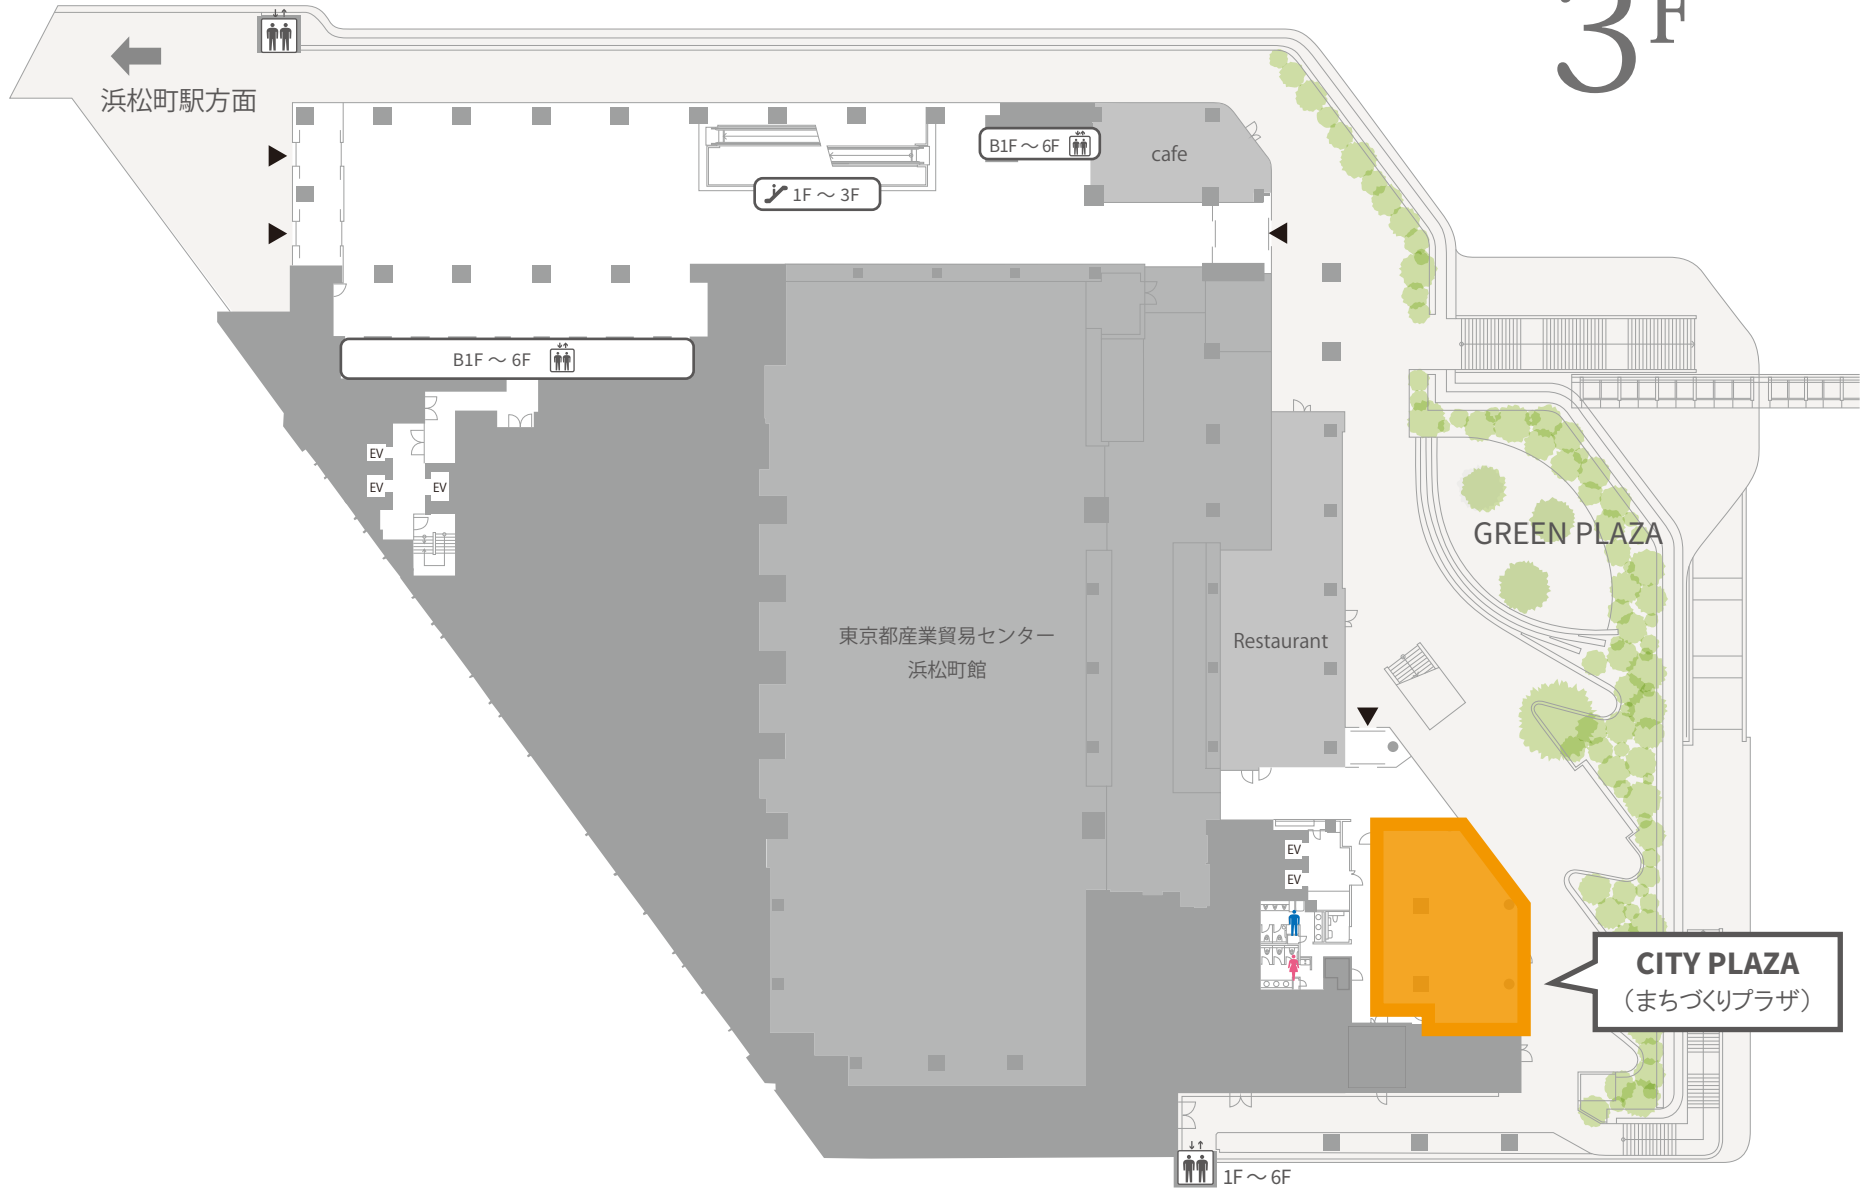 3F
浜松町駅方面
B1F～6F
cafe
1F～3F
B1F～6F
EV
EV
EV
GREEN PLAZA
東京都産業貿易センター
浜松町館
Restaurant
EV
EV
CITY PLAZA
（まちづくりプラザ）
1F～6F